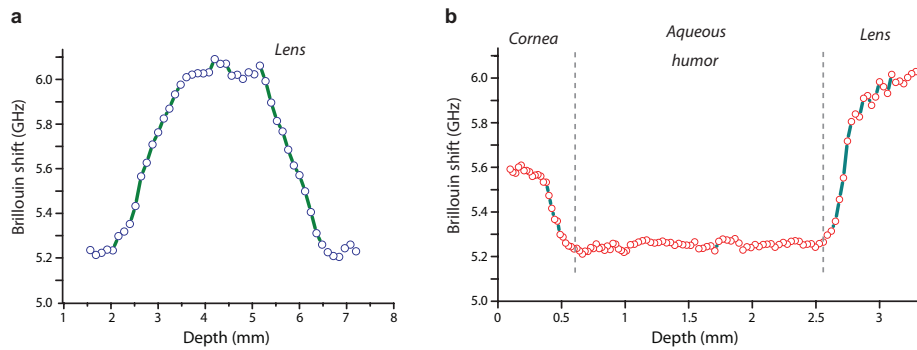 a
Lens
Brillouin shift (GHz)
6.0
5.8
5.6
5.4
5.2
5.0
1 2 3 4 5 6 7 8
Depth (mm)
b
Cornea Aqueous humor Lens
Brillouin shift (GHz)
6.0
5.8
5.6
5.4
5.2
5.0
0 0.5 1 1.5 2 2.5 3
Depth (mm)